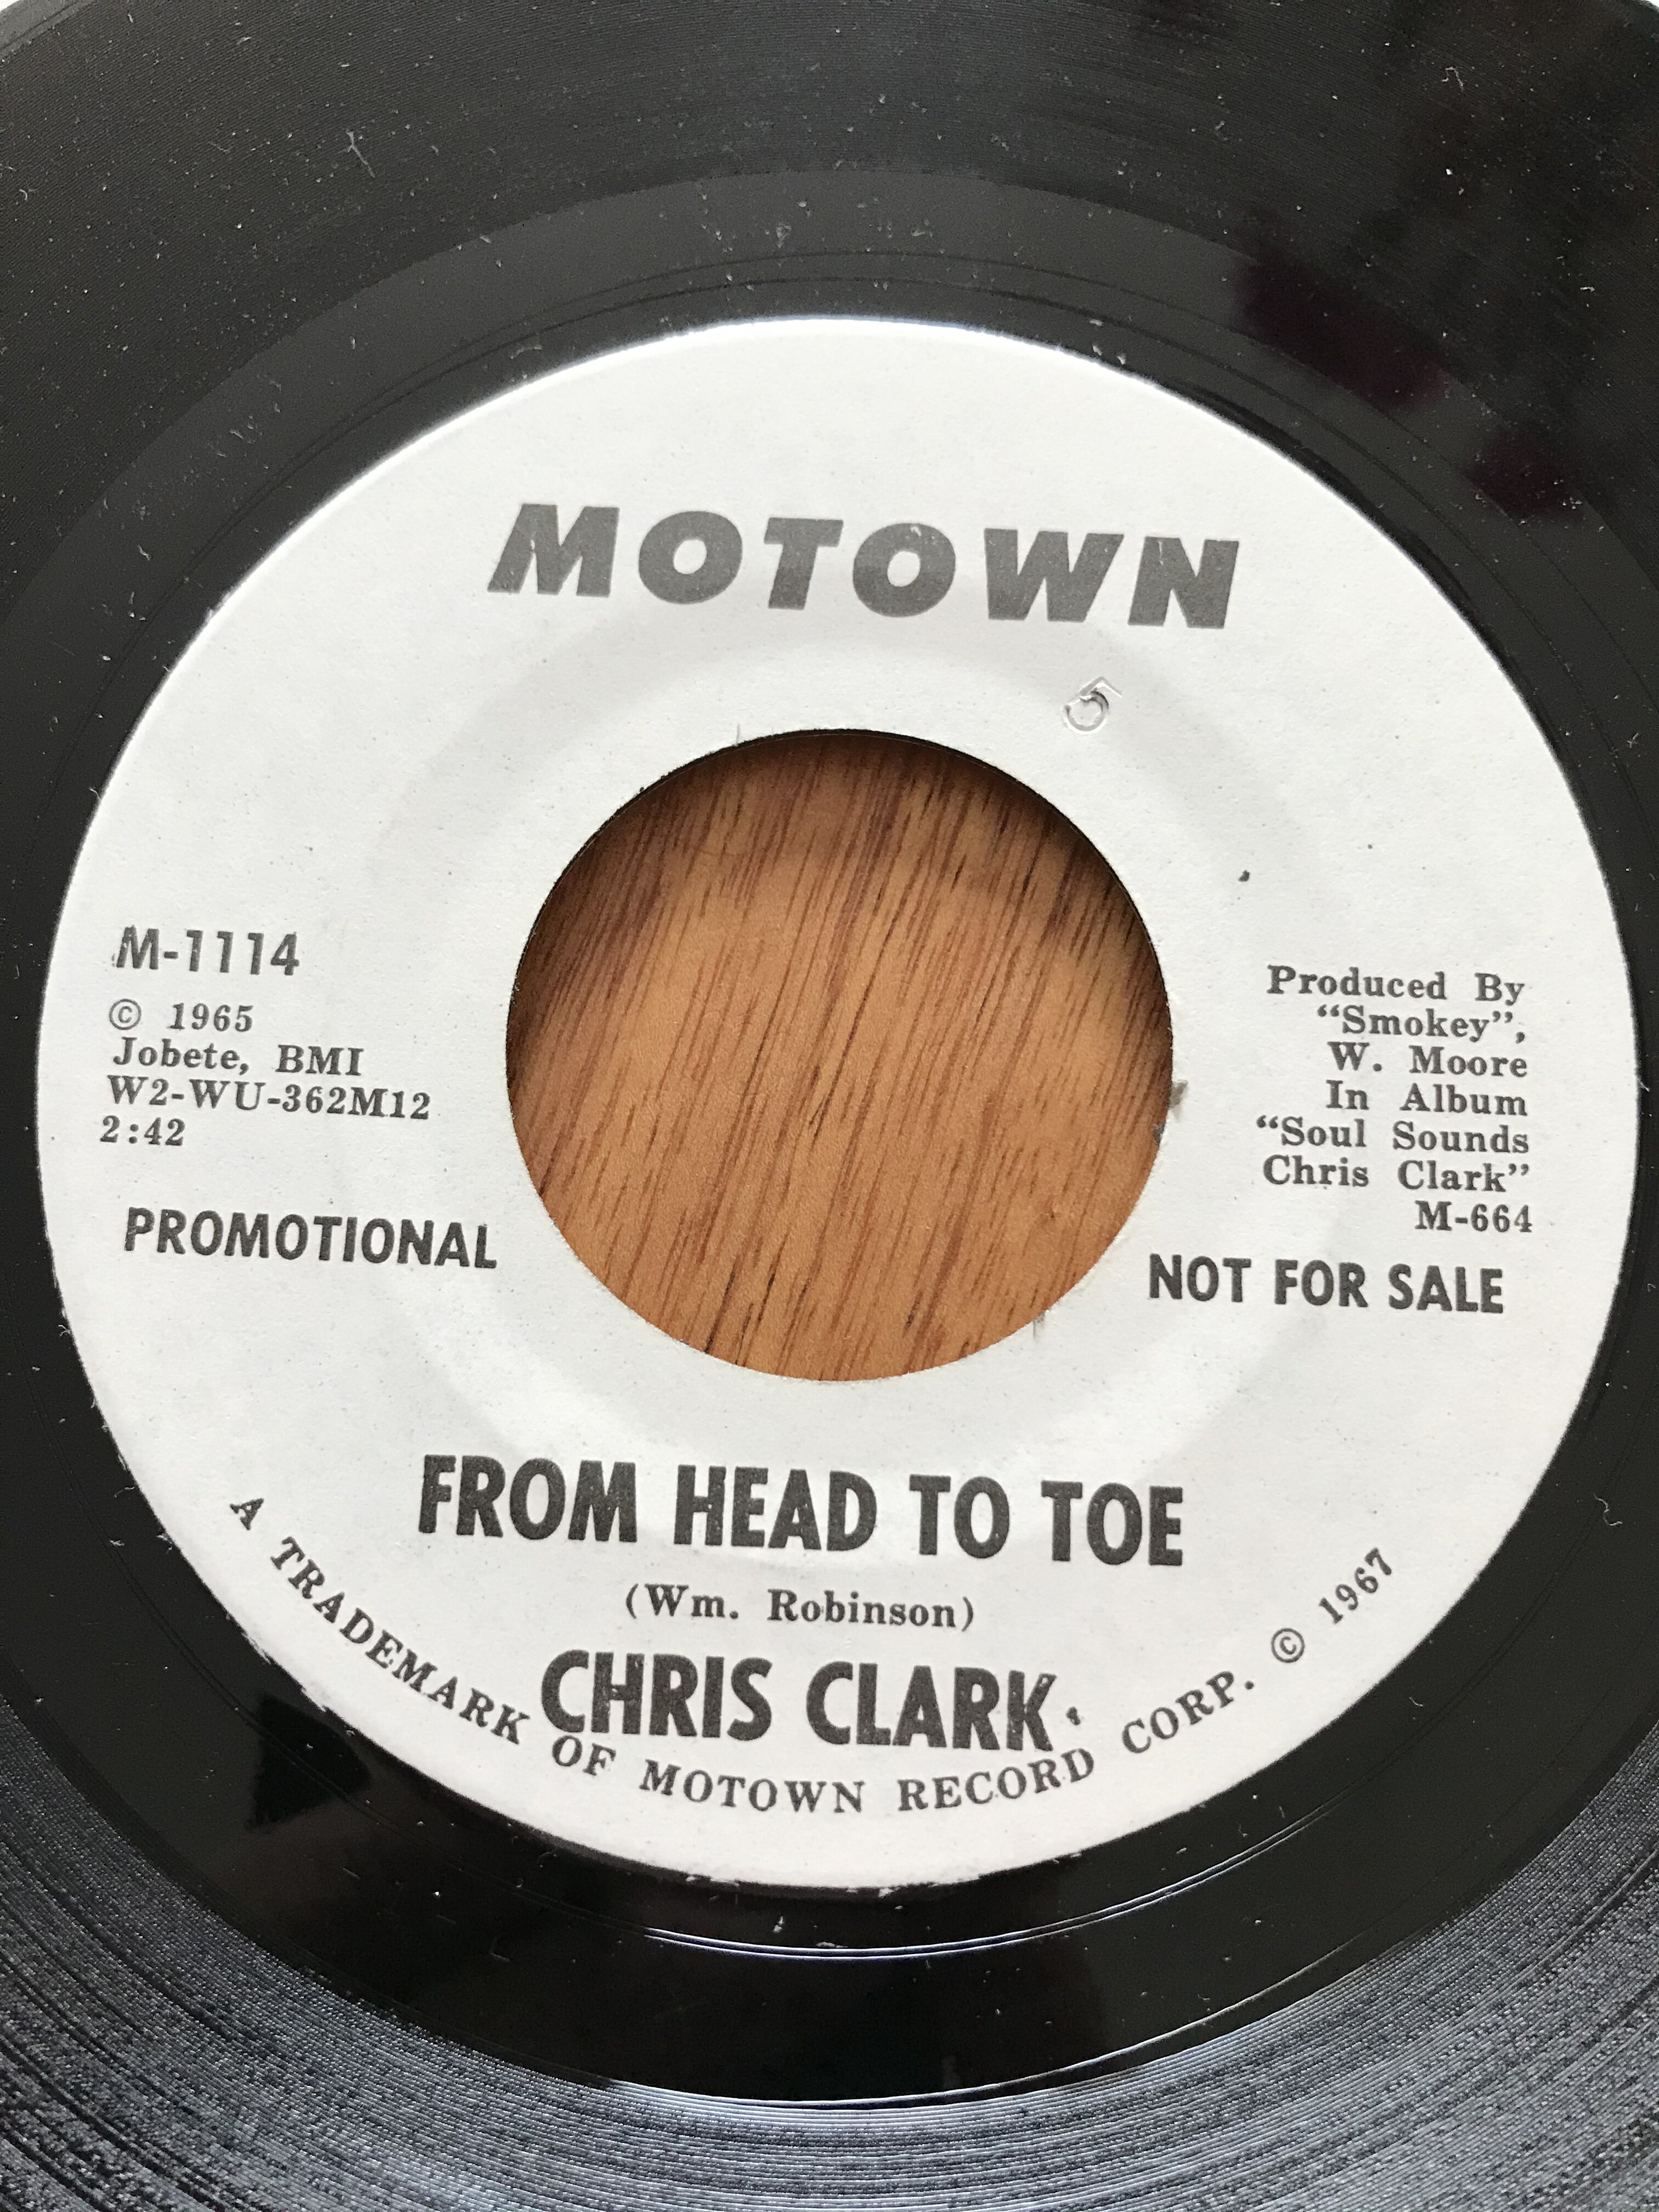 MOTOWN
5
M-1114
© 1965
Jobete, BMI
W2-WU-362M12
2:42
PROMOTIONAL
Produced By
“Smokey”,
W. Moore
In Album
“Soul Sounds
Chris Clark”
M-664
NOT FOR SALE
FROM HEAD TO TOE
(Wm. Robinson)
CHRIS CLARK
A TRADEMARK OF MOTOWN RECORD CORP. © 1967